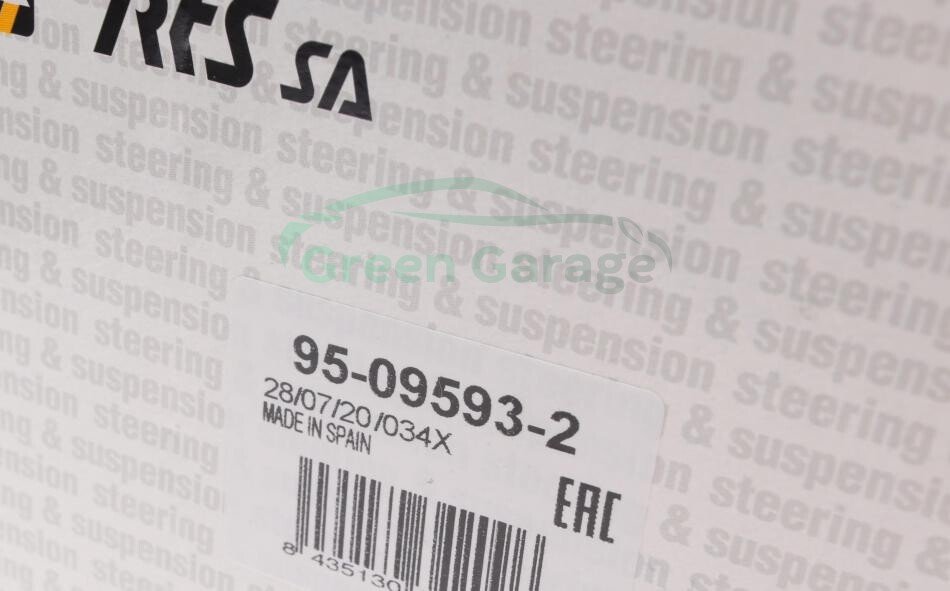 RES SA
steering & suspension
Green Garage
95-09593-2
28/07/20/034X
MADE IN SPAIN
EAC
8 435130